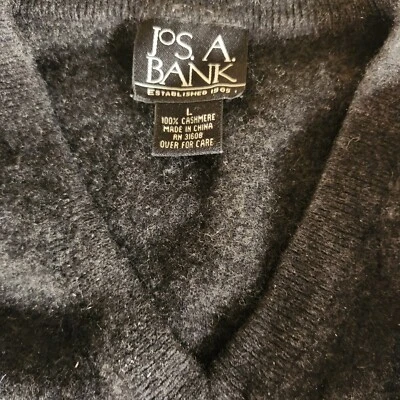 JOS. A.
BANK
ESTABLISHED 1905
L
100% CASHMERE
MADE IN CHINA
RN 31608
OVER FOR CARE